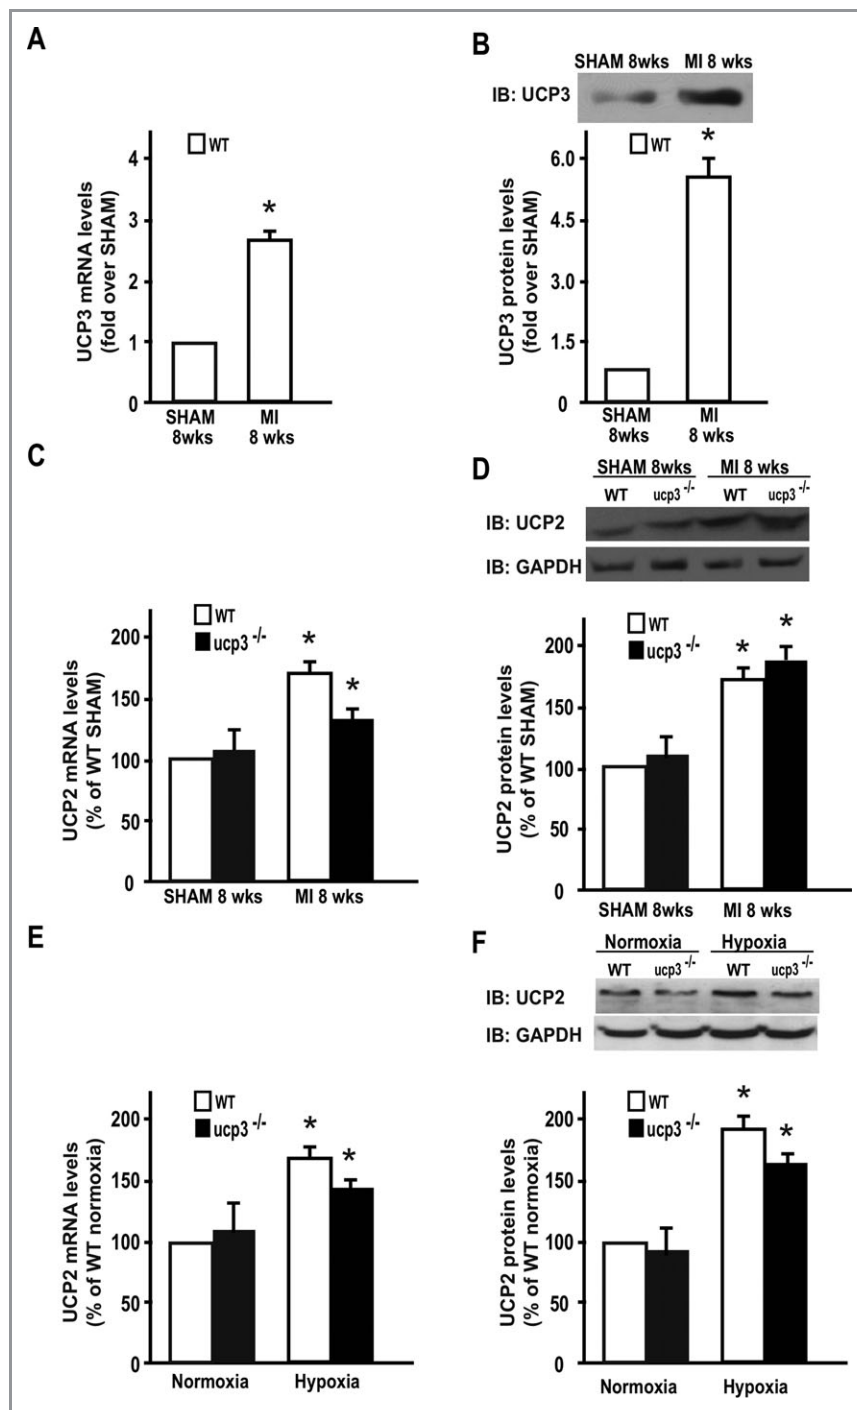 A
UCP3 mRNA levels
(fold over SHAM)
4
3
2
1
0
WT
*
SHAM
8wks
MI
8 wks
B
SHAM 8wks MI 8 wks
IB: UCP3
UCP3 protein levels
(fold over SHAM)
6.0
4.5
3.0
1.5
0
WT
*
SHAM
8wks
MI
8 wks
C
UCP2 mRNA levels
(% of WT SHAM)
200
150
100
50
0
WT
ucp3 -/-
*
*
SHAM 8 wks MI 8 wks
D
SHAM 8wks MI 8 wks
WT ucp3 -/- WT ucp3 -/-
IB: UCP2
IB: GAPDH
UCP2 protein levels
(% of WT SHAM)
200
150
100
50
0
WT
ucp3 -/-
*
*
SHAM 8wks MI 8 wks
E
UCP2 mRNA levels
(% of WT normoxia)
200
150
100
50
0
WT
ucp3 -/-
*
*
Normoxia Hypoxia
F
Normoxia Hypoxia
WT ucp3 -/- WT ucp3 -/-
IB: UCP2
IB: GAPDH
UCP2 protein levels
(% of WT normoxia)
200
150
100
50
0
WT
ucp3 -/-
*
*
Normoxia Hypoxia